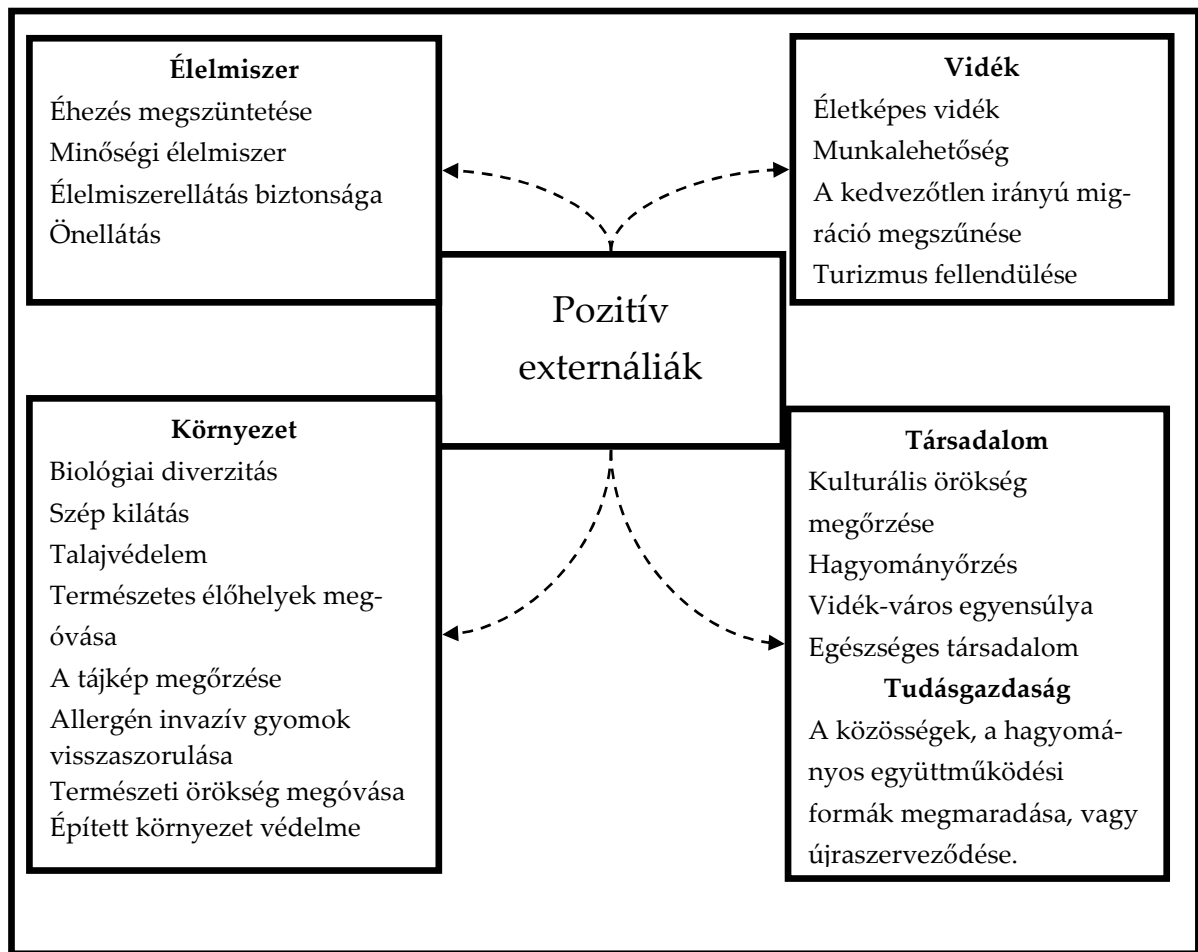 Élelmiszer
Éhezés megszüntetése
Minőségi élelmiszer
Élelmiszerellátás biztonsága
Önellátás
Vidék
Életképes vidék
Munkalehetőség
A kedvezőtlen irányú mig-
ráció megszűnése
Turizmus fellendülése
Pozitív
externáliák
Környezet
Biológiai diverzitás
Szép kilátás
Talajvédelem
Természetes élőhelyek meg-
óvása
A tájkép megőrzése
Allergén invazív gyomok
visszaszorulása
Természeti örökség megóvása
Épített környezet védelme
Társadalom
Kulturális örökség
megőrzése
Hagyományőrzés
Vidék-város egyensúlya
Egészséges társadalom
Tudásgazdaság
A közösségek, a hagyomá-
nyos együttműködési
formák megmaradása, vagy
újraszerveződése.